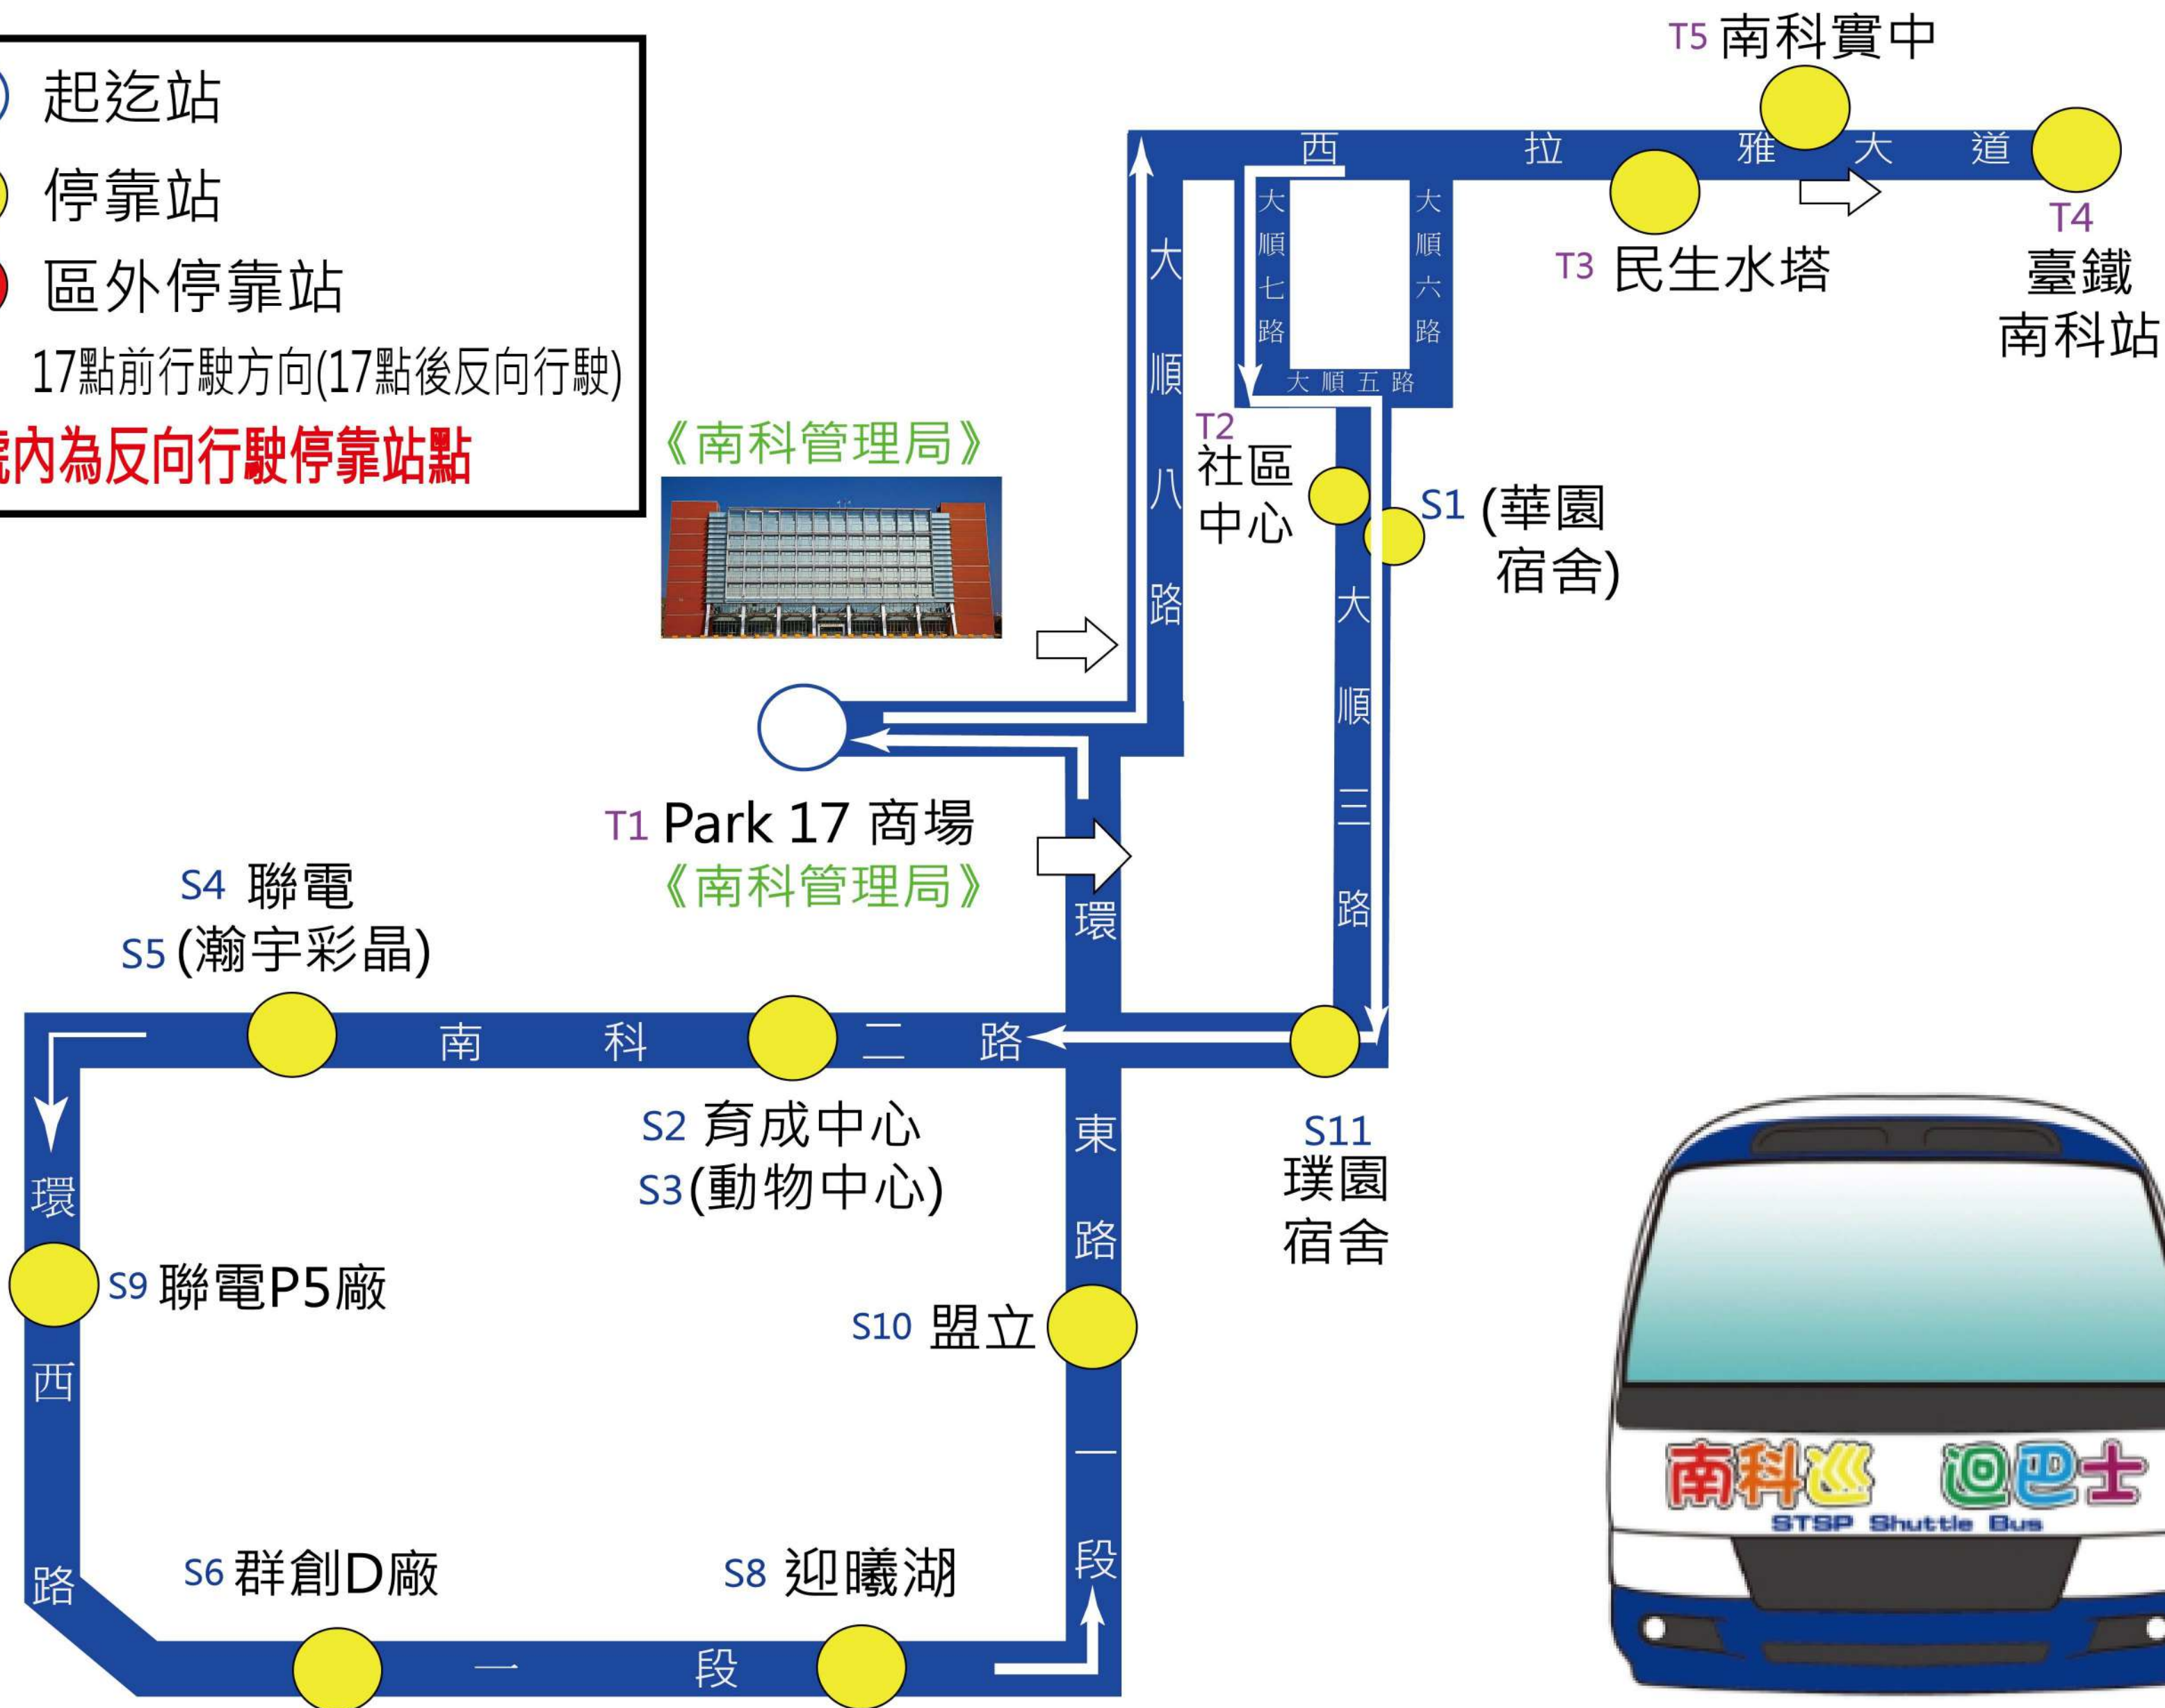 起迄站
停靠站
區外停靠站
17點前行駛方向(17點後反向行駛)
號內為反向行駛停靠站點
T5 南科實中
西拉雅大道
T4
臺鐵
南科站
T3 民生水塔
大順七路
大順六路
大順五路
大順八路
《南科管理局》
T2
社區
中心
S1 (華園
宿舍)
大順三路
T1 Park 17 商場
《南科管理局》
S4 聯電
S5 (瀚宇彩晶)
南科二路
S2 育成中心
S3 (動物中心)
S11
璞園
宿舍
環東路一段
S10 盟立
環西路一段
S9 聯電P5廠
S6 群創D廠
S8 迎曦湖
南科巡迴巴士
STSP Shuttle Bus